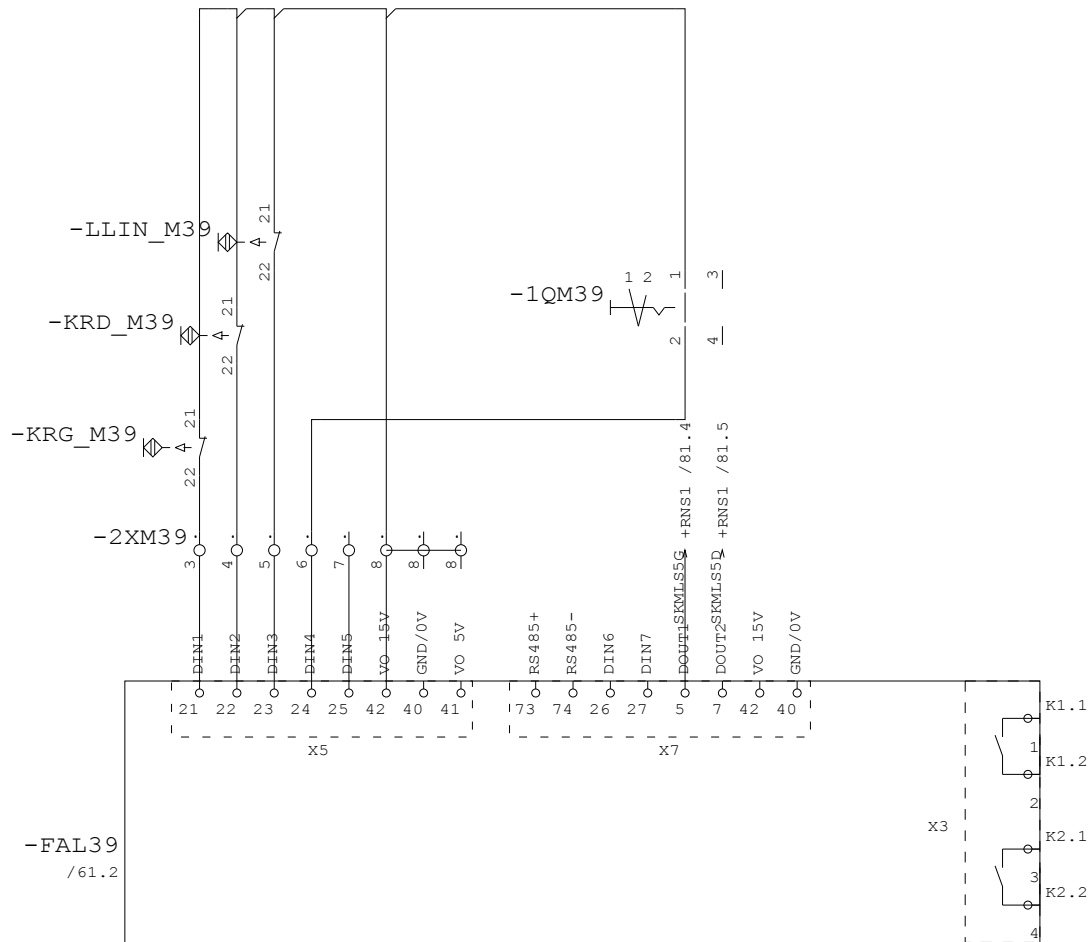 21
-LLIN_M39
22
1 2
1
3
-1QM39
21
-KRD_M39
2
4
22
21
-KRG_M39
22
SKMLS5G +RNS1 /81.4
SKMLS5D +RNS1 /81.5
-2XM39
3
4
5
6
7
8
8
8
DIN1
DIN2
DIN3
DIN4
DIN5
VO 15V
GND/0V
VO 5V
RS485+
RS485-
DIN6
DIN7
DOUT1
DOUT2
VO 15V
GND/0V
21 22 23 24 25 42 40 41
73 74 26 27 5 7 42 40
X5
X7
K1.1
1
K1.2
2
X3
K2.1
-FAL39
/61.2
3
K2.2
4